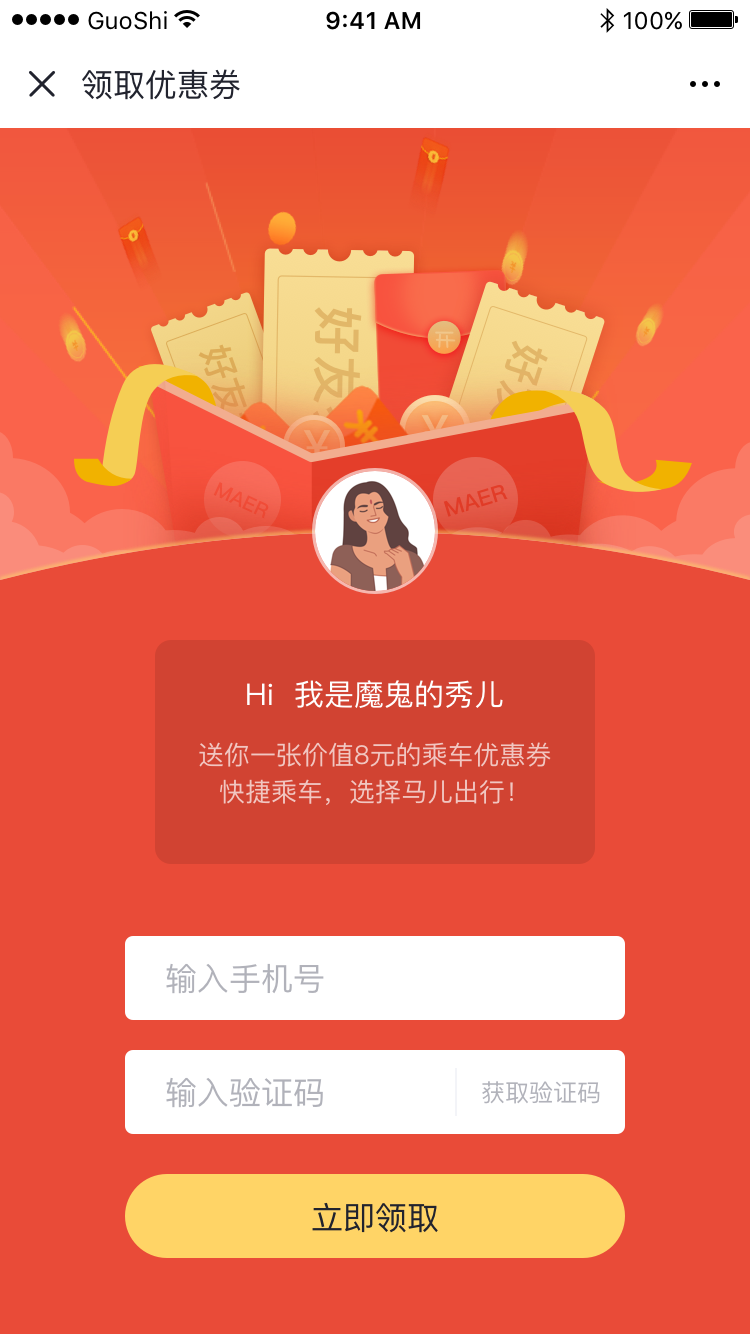 GuoShi 9:41 AM 100%
领取优惠券
好友
好友
好
开
¥
¥
¥
MAER
MAER
Hi 我是魔鬼的秀儿
送你一张价值8元的乘车优惠券
快捷乘车，选择马儿出行！
输入手机号
输入验证码 获取验证码
立即领取